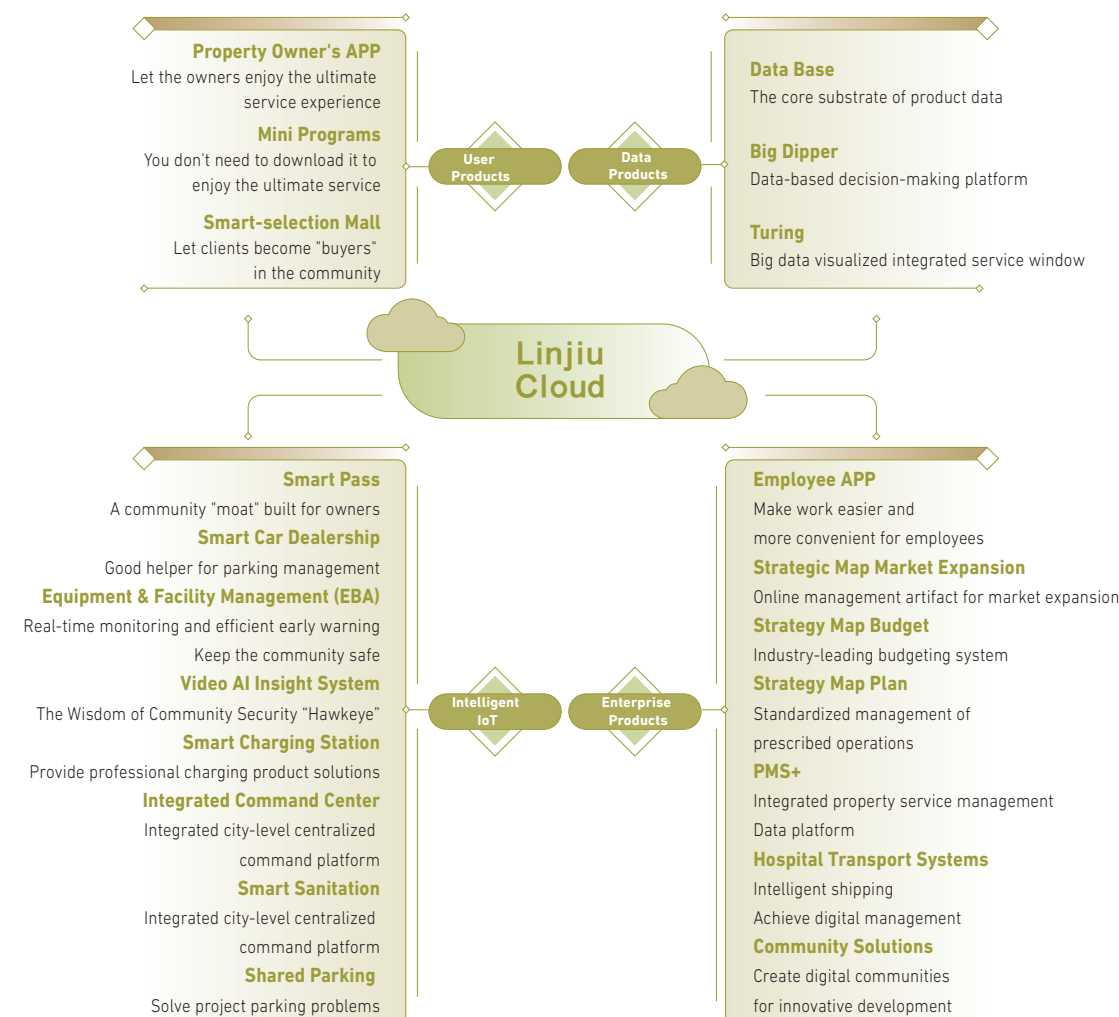 Property Owner's APP
Let the owners enjoy the ultimate
service experience
Mini Programs
You don't need to download it to
enjoy the ultimate service
Smart-selection Mall
Let clients become "buyers"
in the community
User
Products
Data
Products
Data Base
The core substrate of product data
Big Dipper
Data-based decision-making platform
Turing
Big data visualized integrated service window
Linjiu
Cloud
Smart Pass
A community "moat" built for owners
Smart Car Dealership
Good helper for parking management
Equipment & Facility Management (EBA)
Real-time monitoring and efficient early warning
Keep the community safe
Video AI Insight System
The Wisdom of Community Security “Hawkeye”
Smart Charging Station
Provide professional charging product solutions
Integrated Command Center
Integrated city-level centralized
command platform
Smart Sanitation
Integrated city-level centralized
command platform
Shared Parking
Solve project parking problems
Intelligent
IoT
Enterprise
Products
Employee APP
Make work easier and
more convenient for employees
Strategic Map Market Expansion
Online management artifact for market expansion
Strategy Map Budget
Industry-leading budgeting system
Strategy Map Plan
Standardized management of
prescribed operations
PMS+
Integrated property service management
Data platform
Hospital Transport Systems
Intelligent shipping
Achieve digital management
Community Solutions
Create digital communities
for innovative development